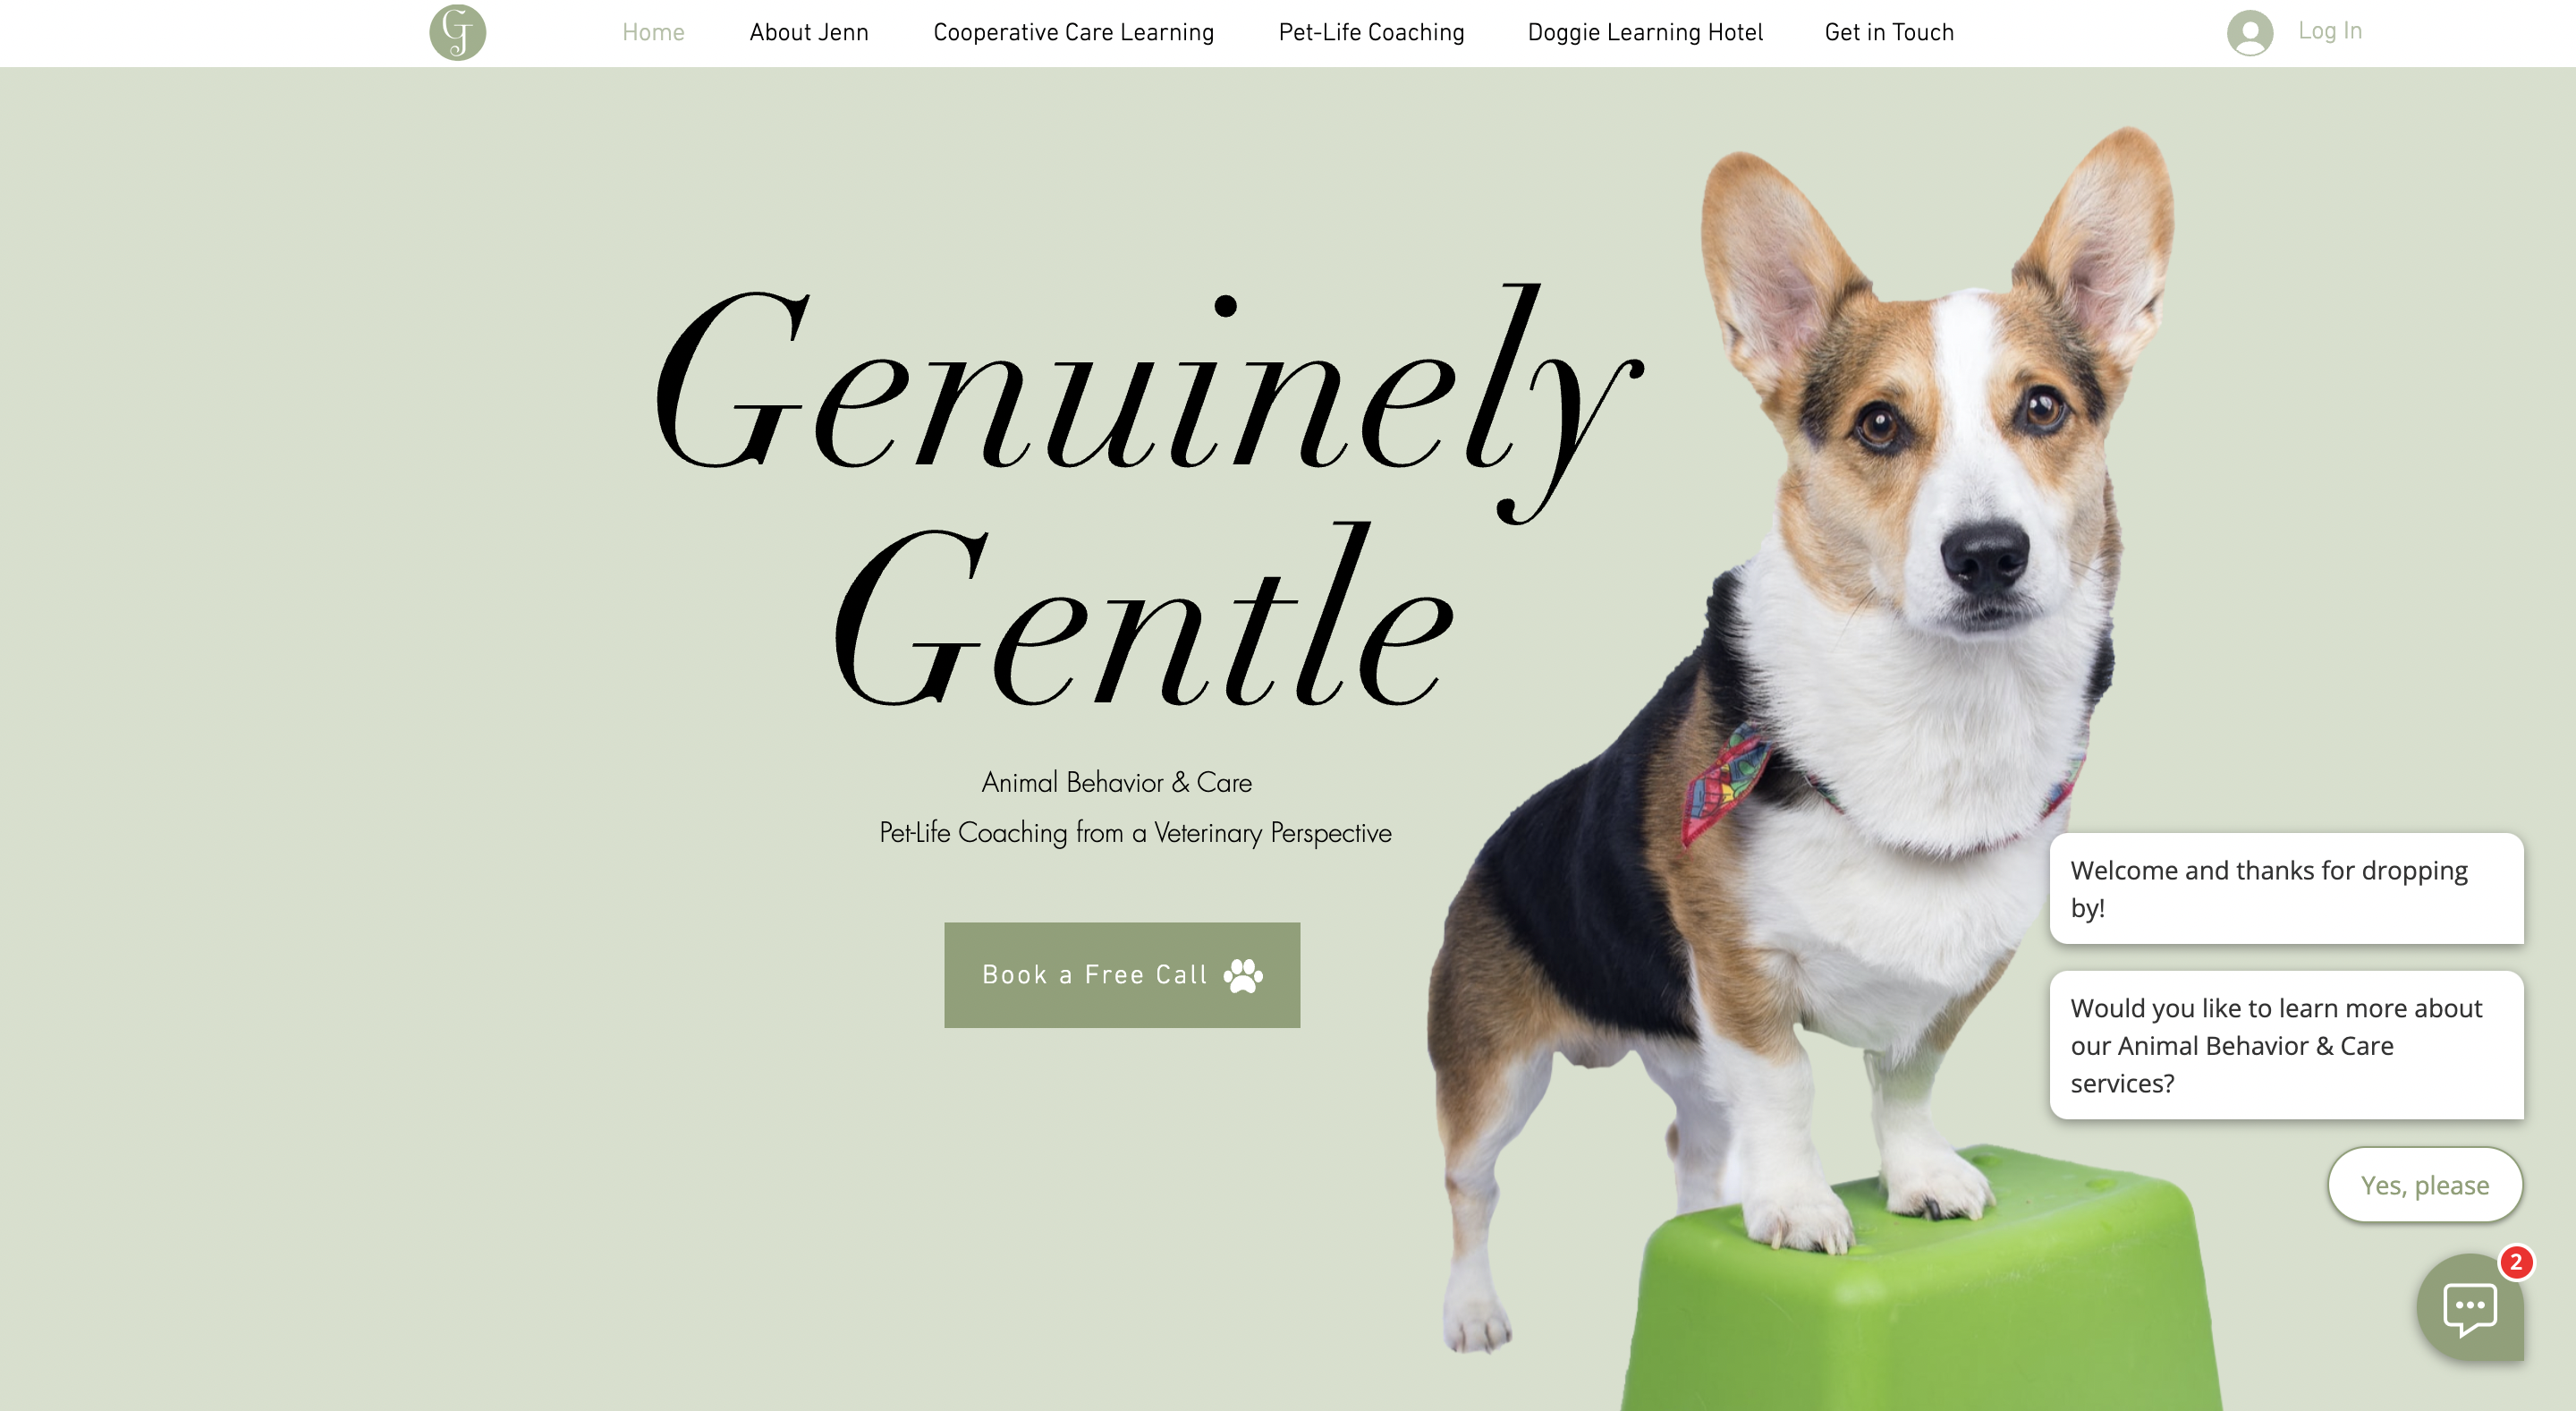 GJ
Home
About Jenn
Cooperative Care Learning
Pet-Life Coaching
Doggie Learning Hotel
Get in Touch
Log In
Genuinely
Gentle
Animal Behavior & Care
Pet-Life Coaching from a Veterinary Perspective
Book a Free Call
Welcome and thanks for dropping
by!
Would you like to learn more about
our Animal Behavior & Care
services?
Yes, please
2